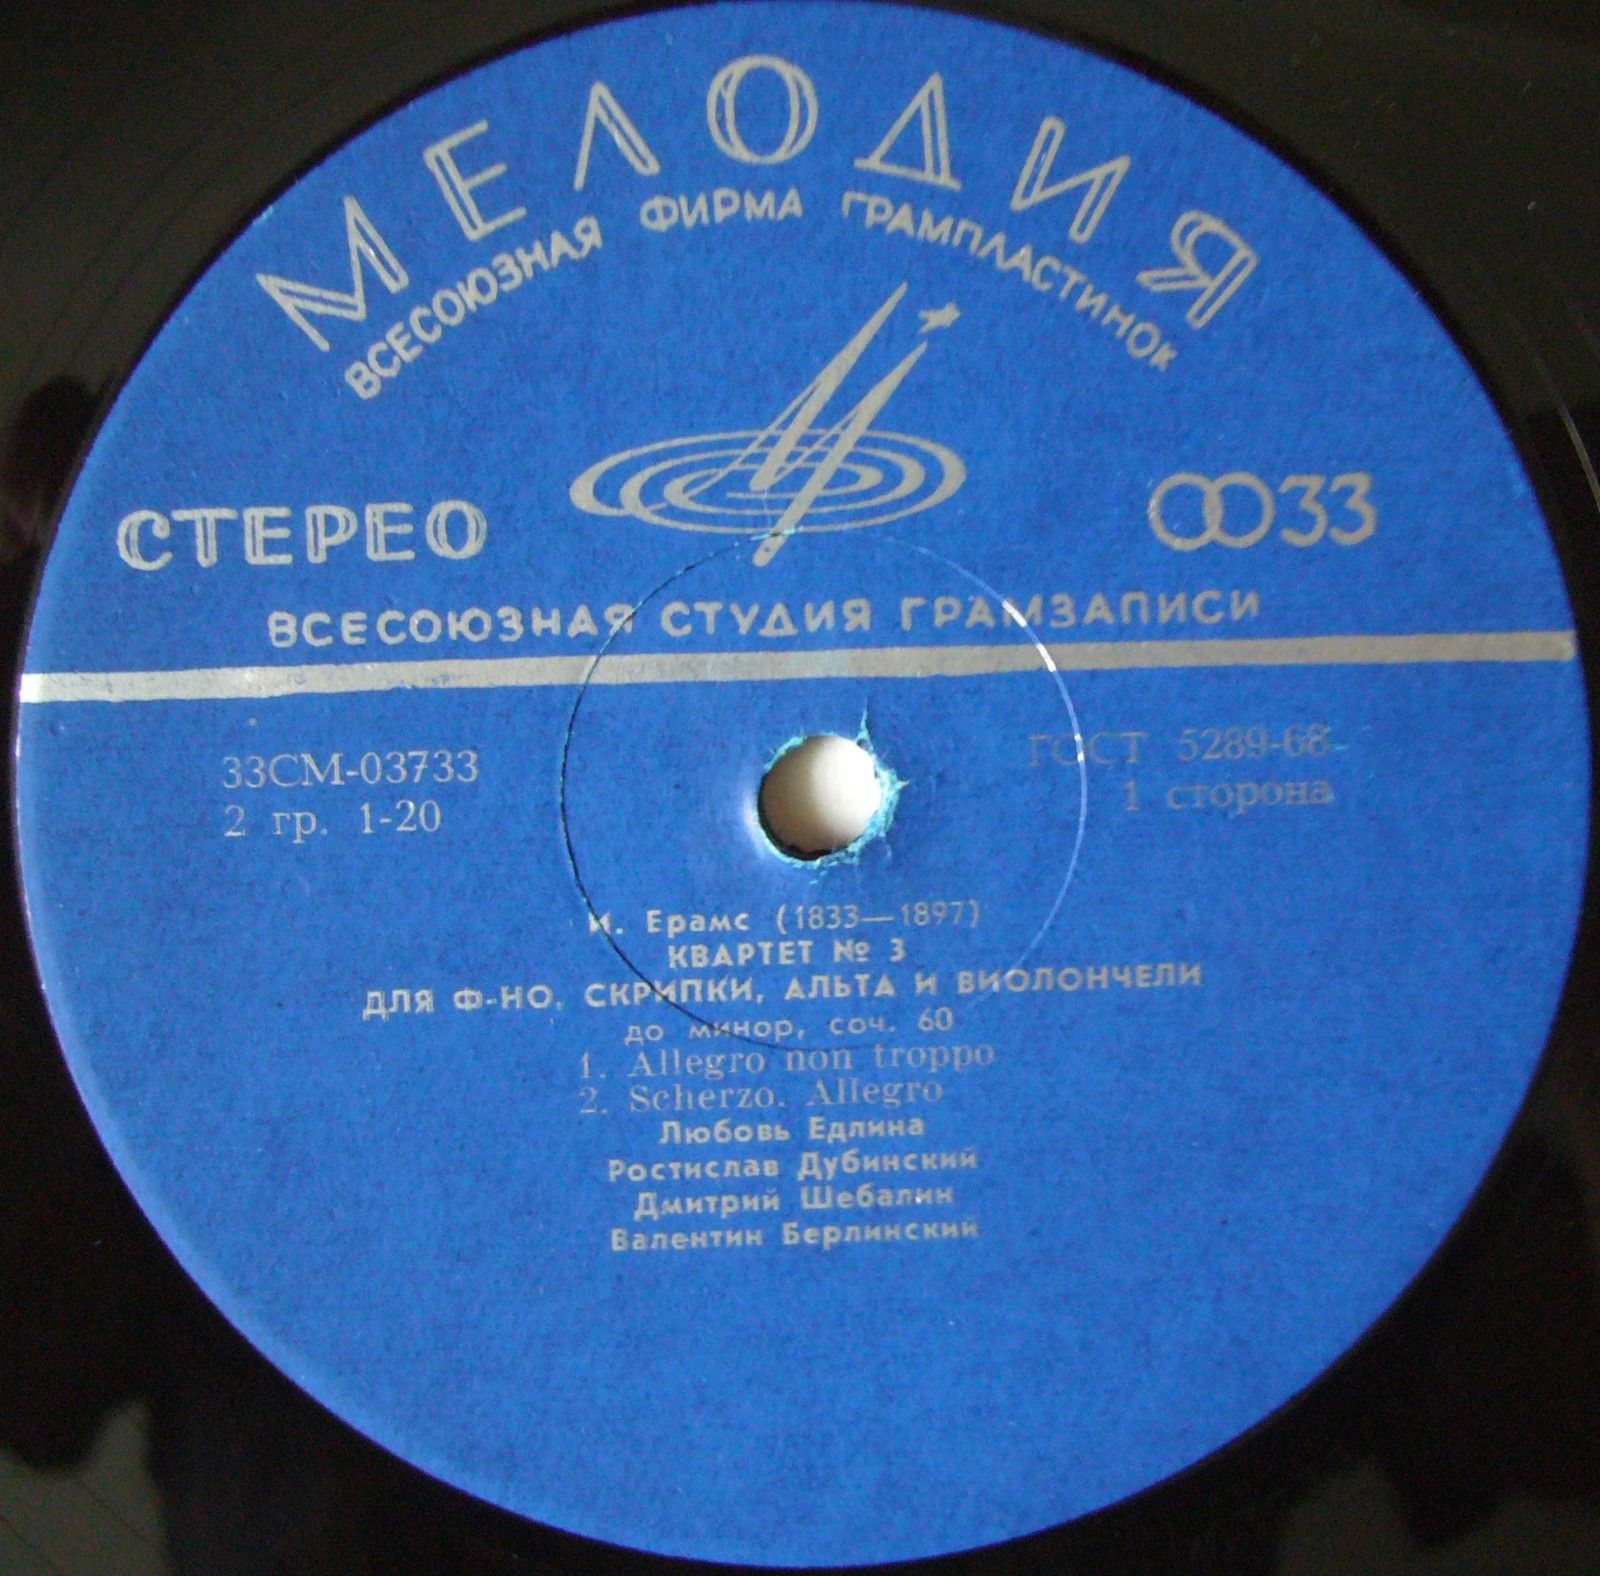 МЕЛОДИЯ
ВСЕСОЮЗНАЯ ФИРМА ГРАМПЛАСТИНОК
СТЕРЕО
33
ВСЕСОЮЗНАЯ СТУДИЯ ГРАМЗАПИСИ
33СМ-03733
ГОСТ 5289-68
2 гр. 1-20
1 сторона
И. Ерамс (1833—1897)
КВАРТЕТ № 3
ДЛЯ Ф-НО, СКРИПКИ, АЛЬТА И ВИОЛОНЧЕЛИ
до минор, соч. 60
1. Allegro non troppo
2. Scherzo. Allegro
Любовь Едлина
Ростислав Дубинский
Дмитрий Шебалин
Валентин Берлинский